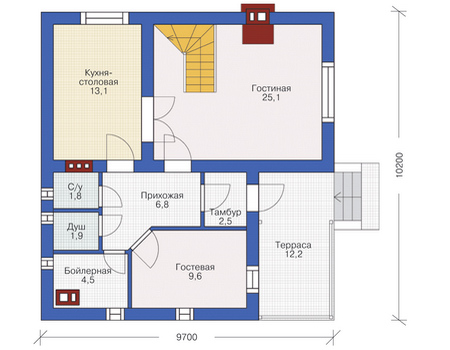 Кухня-
столовая
13,1
Гостиная
25,1
С/у
1,8
Прихожая
6,8
Тамбур
2,5
Душ
1,9
Терраса
12,2
Бойлерная
4,5
Гостевая
9,6
10200
9700